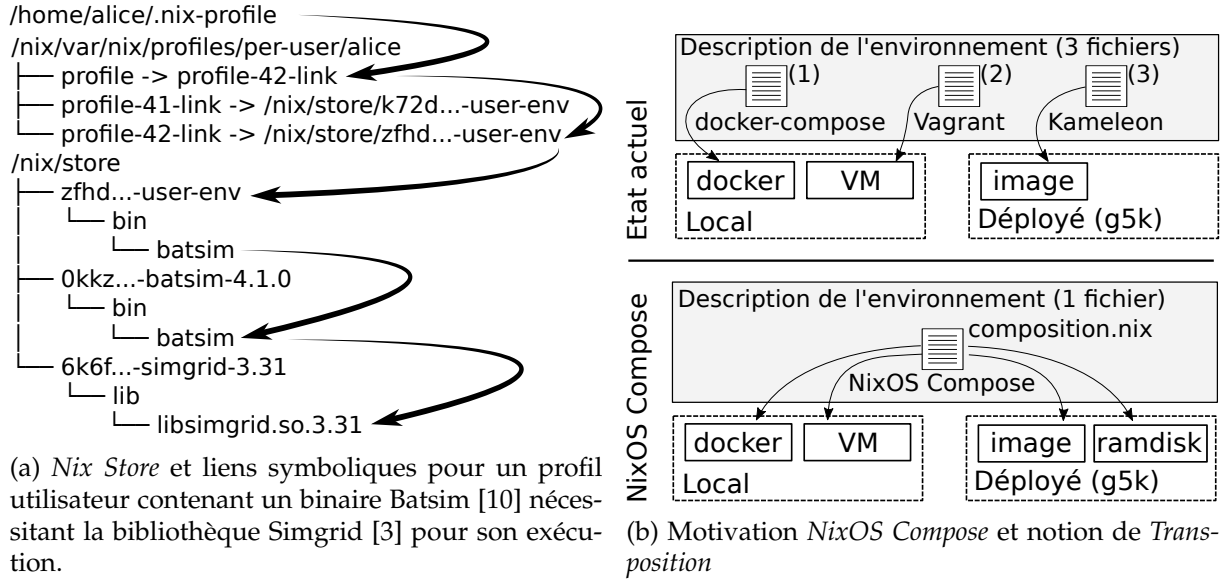 /home/alice/.nix-profile
/nix/var/nix/profiles/per-user/alice
profile -> profile-42-link
profile-41-link -> /nix/store/k72d...-user-env
profile-42-link -> /nix/store/zfhd...-user-env
/nix/store
zfhd...-user-env
bin
batsim
0kkz...-batsim-4.1.0
bin
batsim
6k6f...-simgrid-3.31
lib
libsimgrid.so.3.31
(a) Nix Store et liens symboliques pour un profil
utilisateur contenant un binaire Batsim [10] néces-
sitant la bibliothèque Simgrid [3] pour son exécu-
tion.
Etat actuel
Description de l'environnement (3 fichiers)
(1) (2) (3)
docker-compose Vagrant Kameleon
docker VM image
Local Déployé (g5k)
NixOS Compose
Description de l'environnement (1 fichier)
composition.nix
NixOS Compose
docker VM image ramdisk
Local Déployé (g5k)
(b) Motivation NixOS Compose et notion de Trans-
position